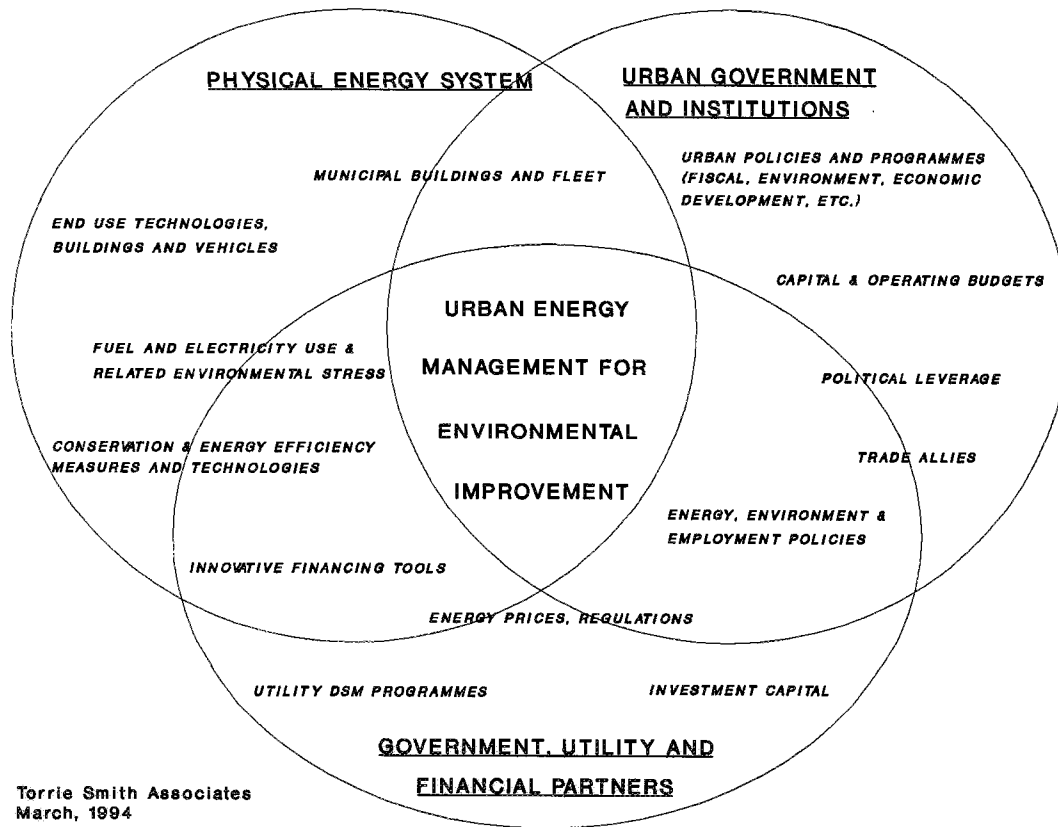 PHYSICAL ENERGY SYSTEM
URBAN GOVERNMENT
AND INSTITUTIONS
MUNICIPAL BUILDINGS AND FLEET
URBAN POLICIES AND PROGRAMMES
(FISCAL, ENVIRONMENT, ECONOMIC
DEVELOPMENT, ETC.)
END USE TECHNOLOGIES,
BUILDINGS AND VEHICLES
CAPITAL & OPERATING BUDGETS
URBAN ENERGY
MANAGEMENT FOR
ENVIRONMENTAL
IMPROVEMENT
FUEL AND ELECTRICITY USE &
RELATED ENVIRONMENTAL STRESS
POLITICAL LEVERAGE
CONSERVATION & ENERGY EFFICIENCY
MEASURES AND TECHNOLOGIES
TRADE ALLIES
ENERGY, ENVIRONMENT &
EMPLOYMENT POLICIES
INNOVATIVE FINANCING TOOLS
ENERGY PRICES, REGULATIONS
UTILITY DSM PROGRAMMES
INVESTMENT CAPITAL
GOVERNMENT, UTILITY AND
FINANCIAL PARTNERS
Torrie Smith Associates
March, 1994